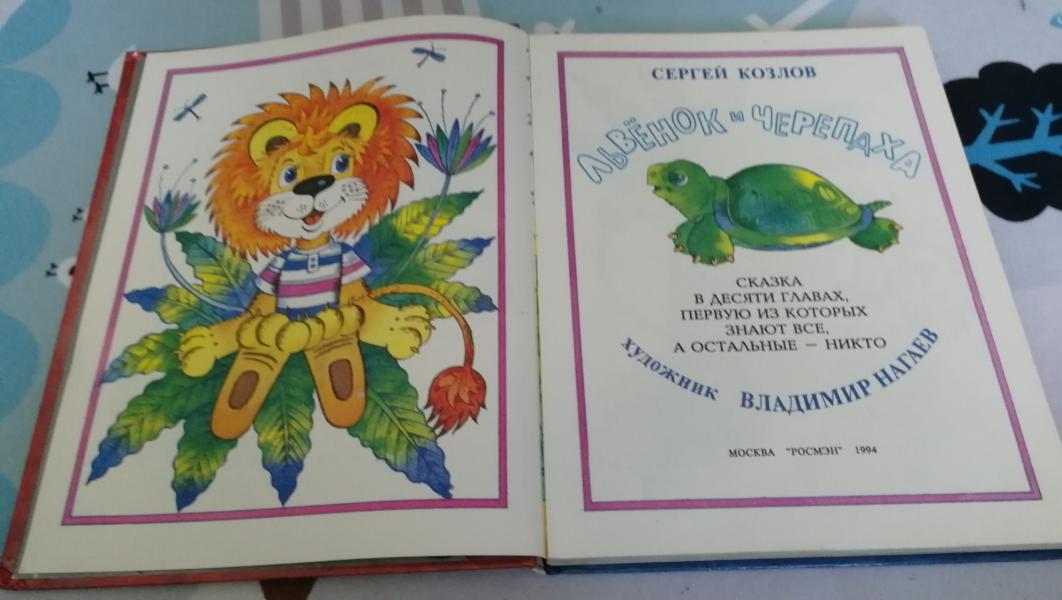 СЕРГЕЙ КОЗЛОВ
ЛЬВЁНОК И ЧЕРЕПАХА
СКАЗКА
В ДЕСЯТИ ГЛАВАХ,
ПЕРВУЮ ИЗ КОТОРЫХ
ЗНАЮТ ВСЕ,
А ОСТАЛЬНЫЕ – НИКТО
ХУДОЖНИК ВЛАДИМИР НАГАЕВ
МОСКВА "РОСМЭН" 1994